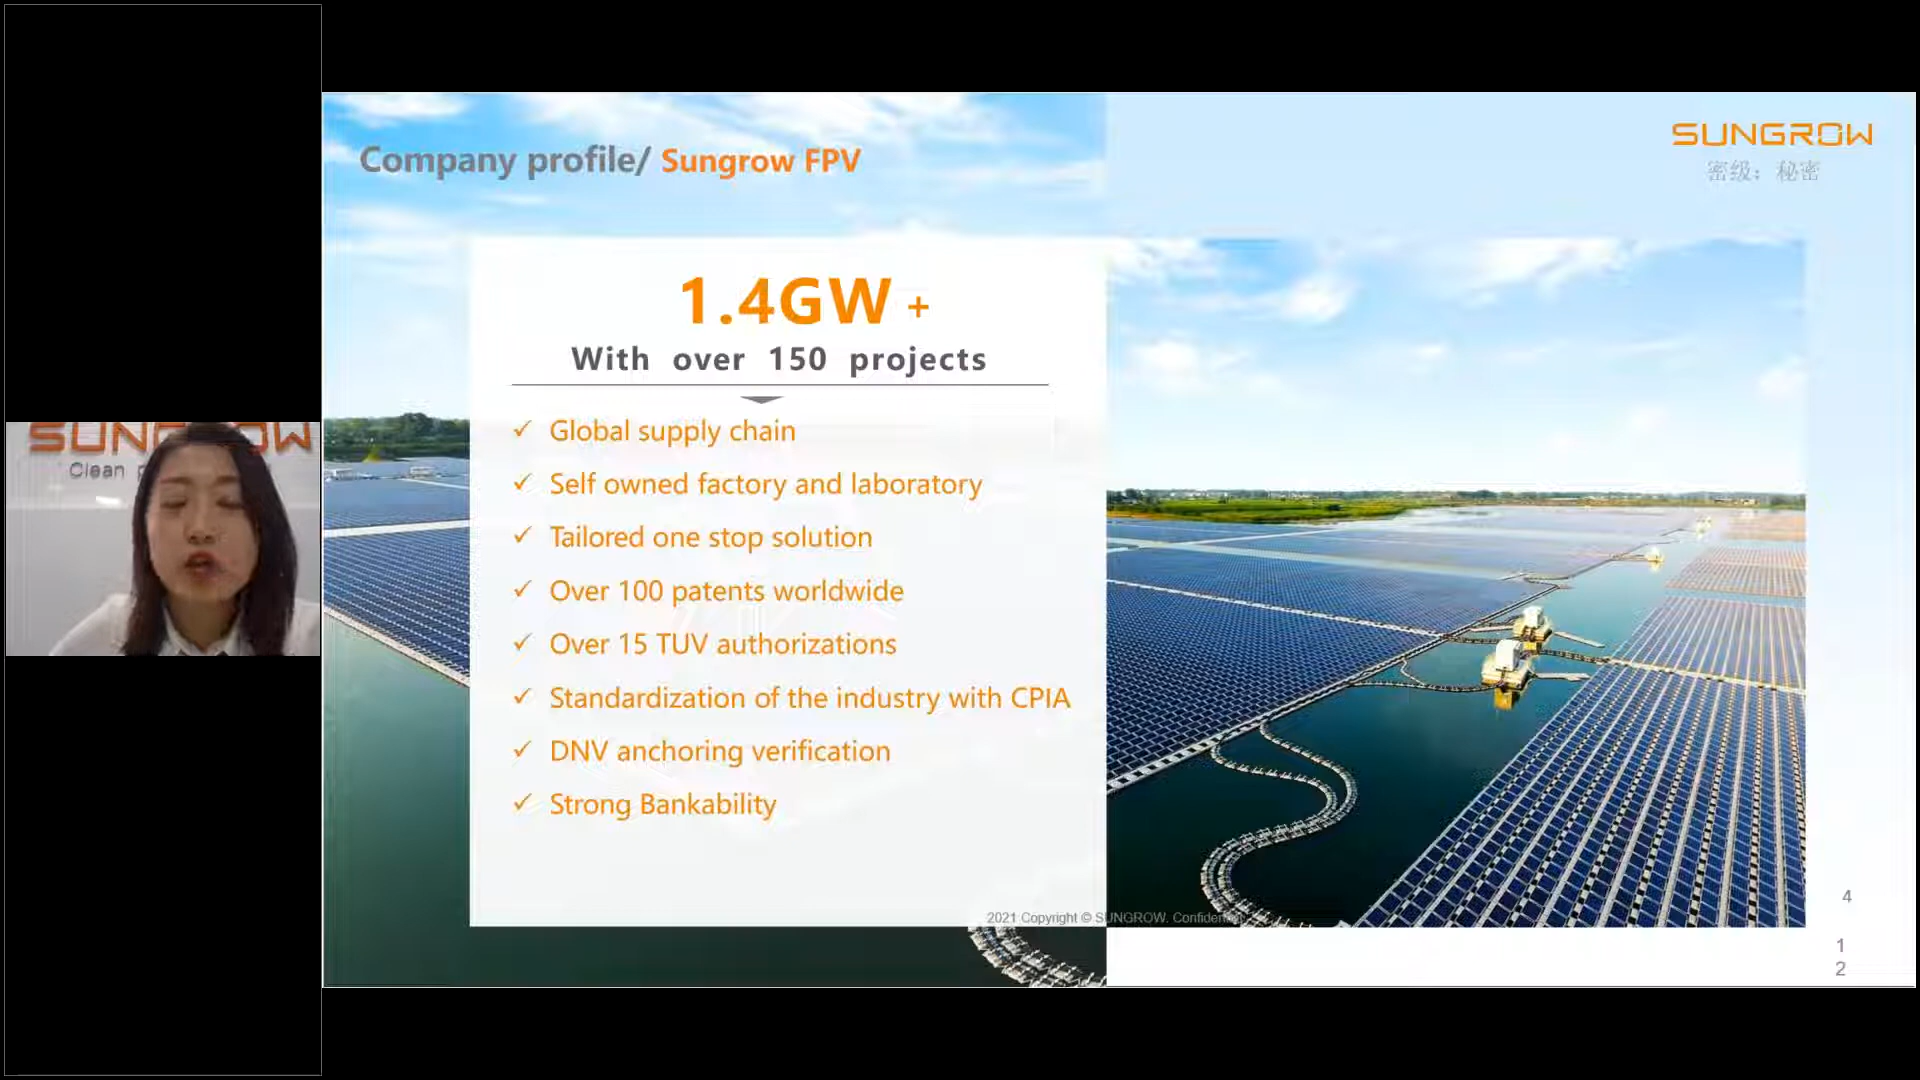 Company profile/ Sungrow FPV
SUNGROW
密级：秘密
1.4GW +
With over 150 projects
✓ Global supply chain
✓ Self owned factory and laboratory
✓ Tailored one stop solution
✓ Over 100 patents worldwide
✓ Over 15 TUV authorizations
✓ Standardization of the industry with CPIA
✓ DNV anchoring verification
✓ Strong Bankability
2021 Copyright © SUNGROW.
4
1
2
Clean